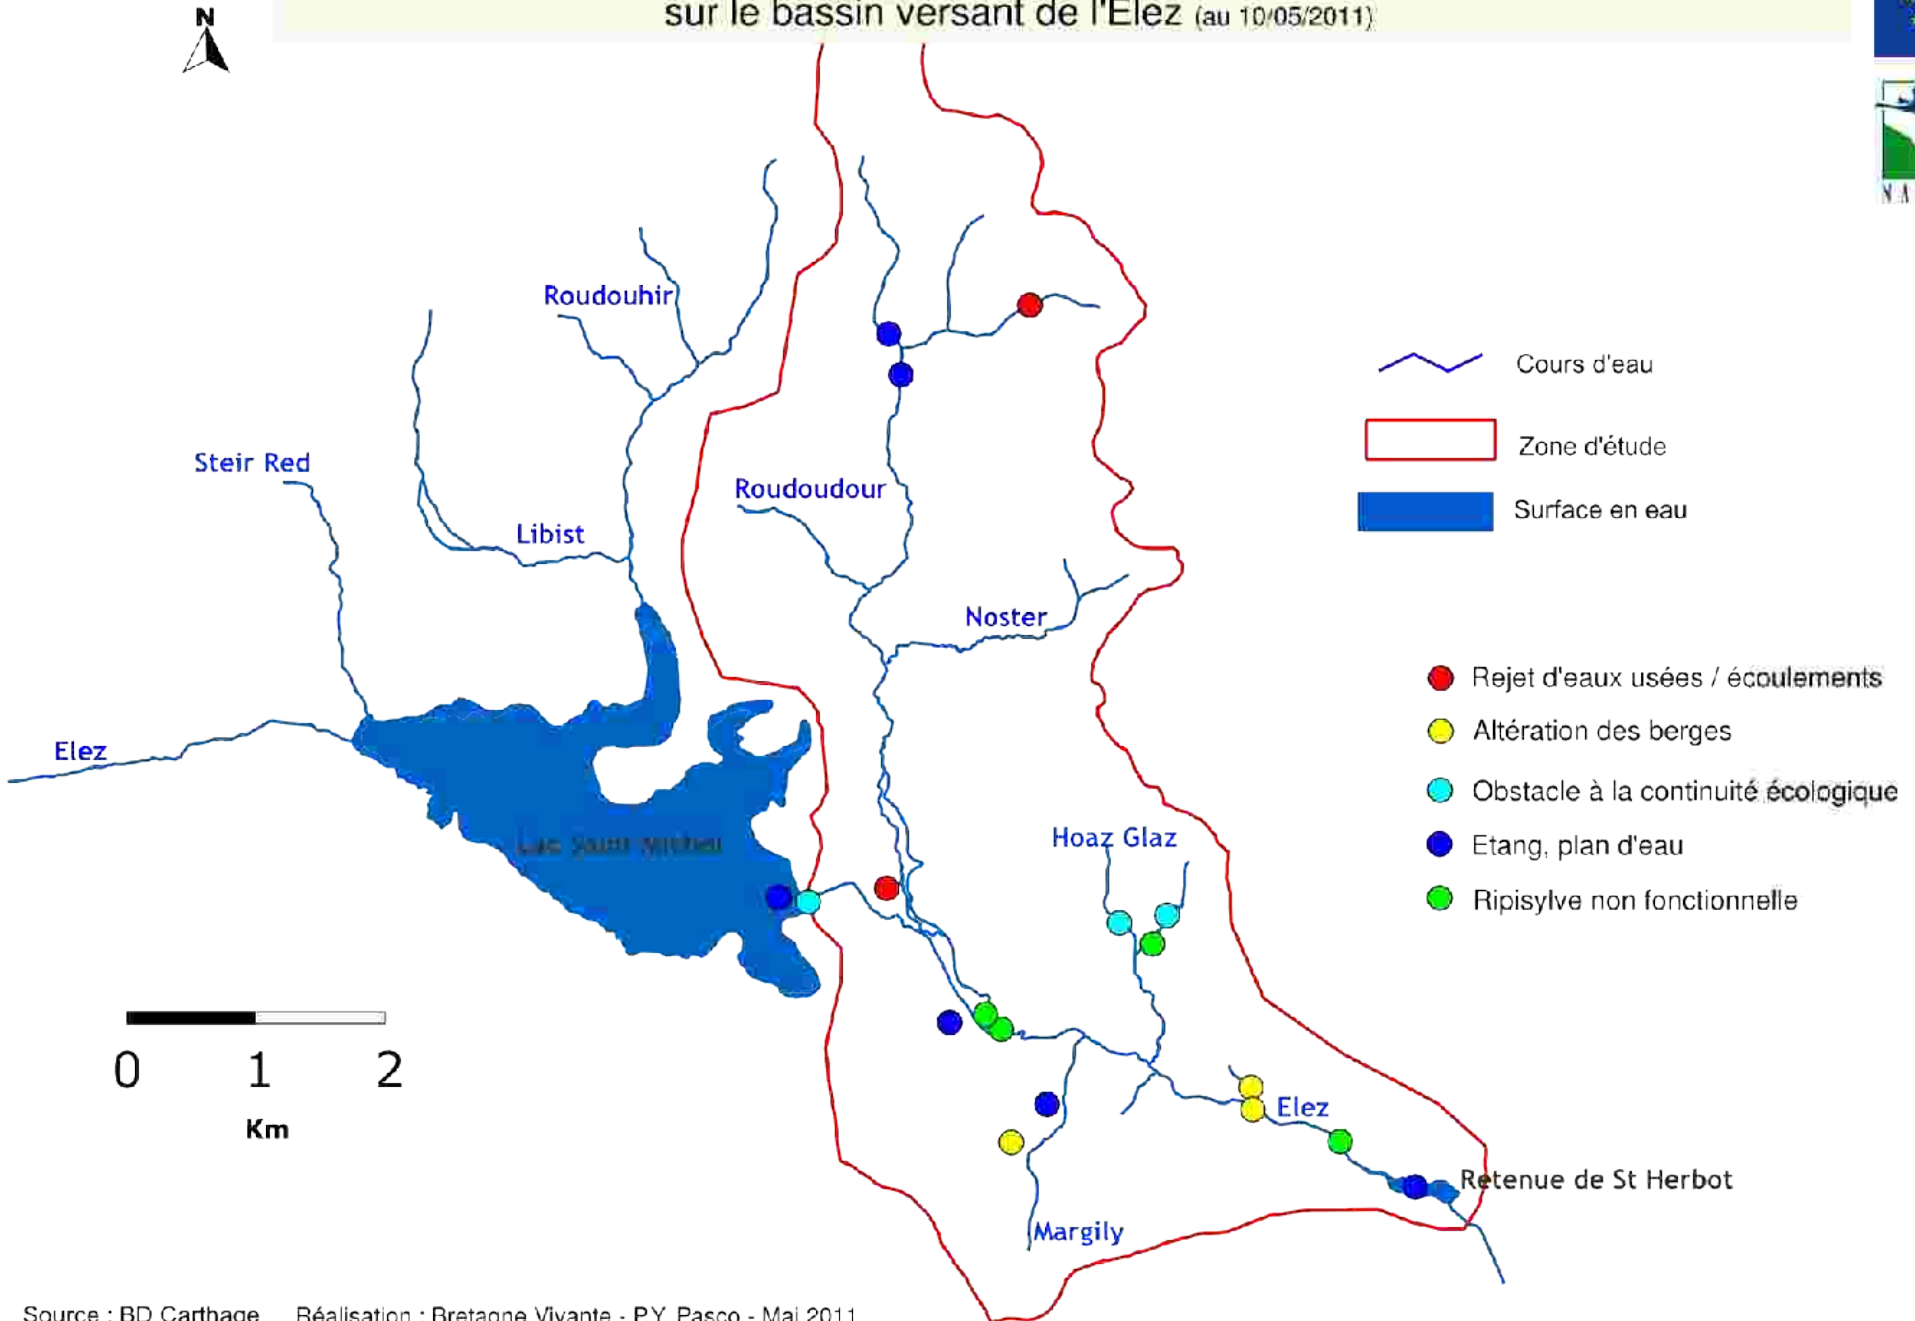 sur le bassin versant de l'Elez (au 10/05/2011)
N
Roudouhir
Steir Red
Libist
Roudoudour
Noster
Elez
Lac Saint Michel
Hoaz Glaz
Elez
Retenue de St Herbot
Margily
Cours d'eau
Zone d'étude
Surface en eau
Rejet d'eaux usées / écoulements
Altération des berges
Obstacle à la continuité écologique
Etang, plan d'eau
Ripisylve non fonctionnelle
0 1 2
Km
Source : BD Carthage Réalisation : Bretagne Vivante - P.Y. Pasco - Mai 2011
N A